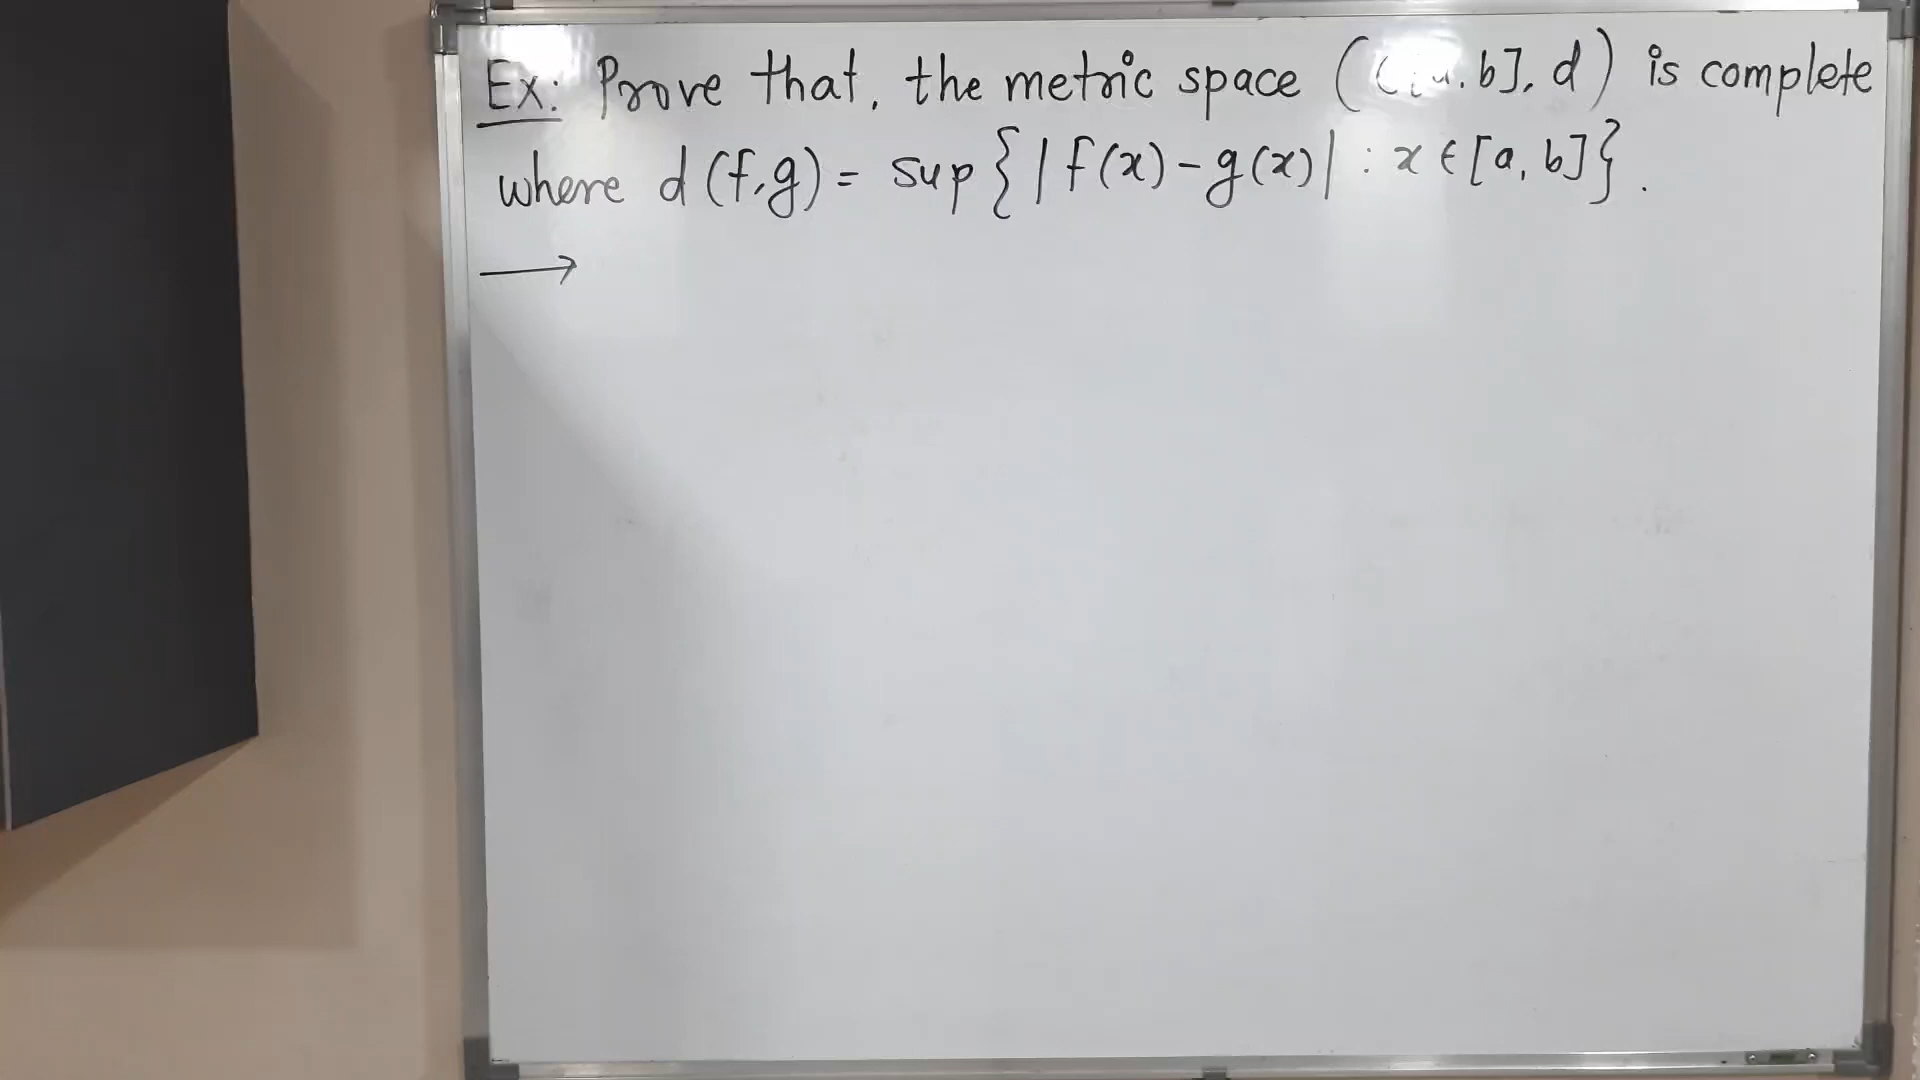 Ex: Prove that, the metric space (C[a,b], d) is complete
where d(f,g) = sup{|f(x)-g(x)| : x ∈ [a, b]}.
→